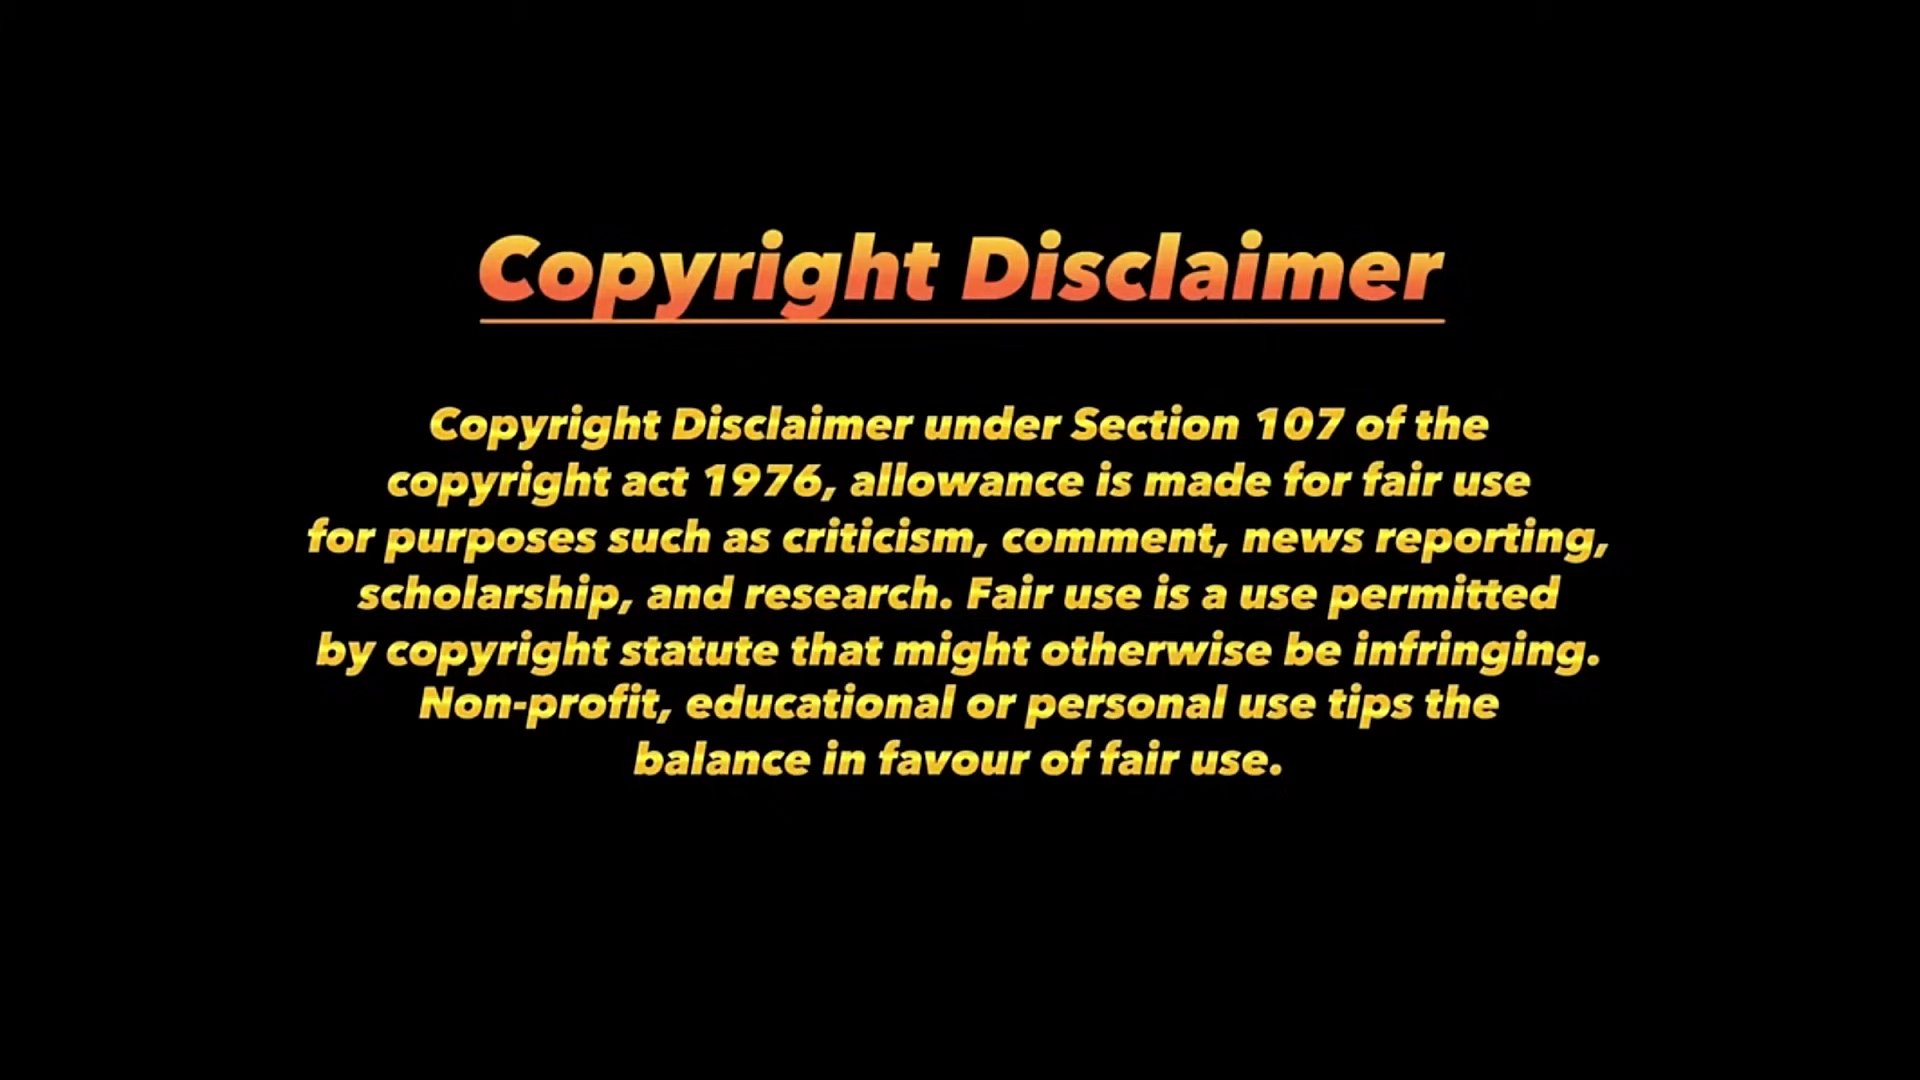 Copyright Disclaimer
Copyright Disclaimer under Section 107 of the
copyright act 1976, allowance is made for fair use
for purposes such as criticism, comment, news reporting,
scholarship, and research. Fair use is a use permitted
by copyright statute that might otherwise be infringing.
Non-profit, educational or personal use tips the
balance in favour of fair use.